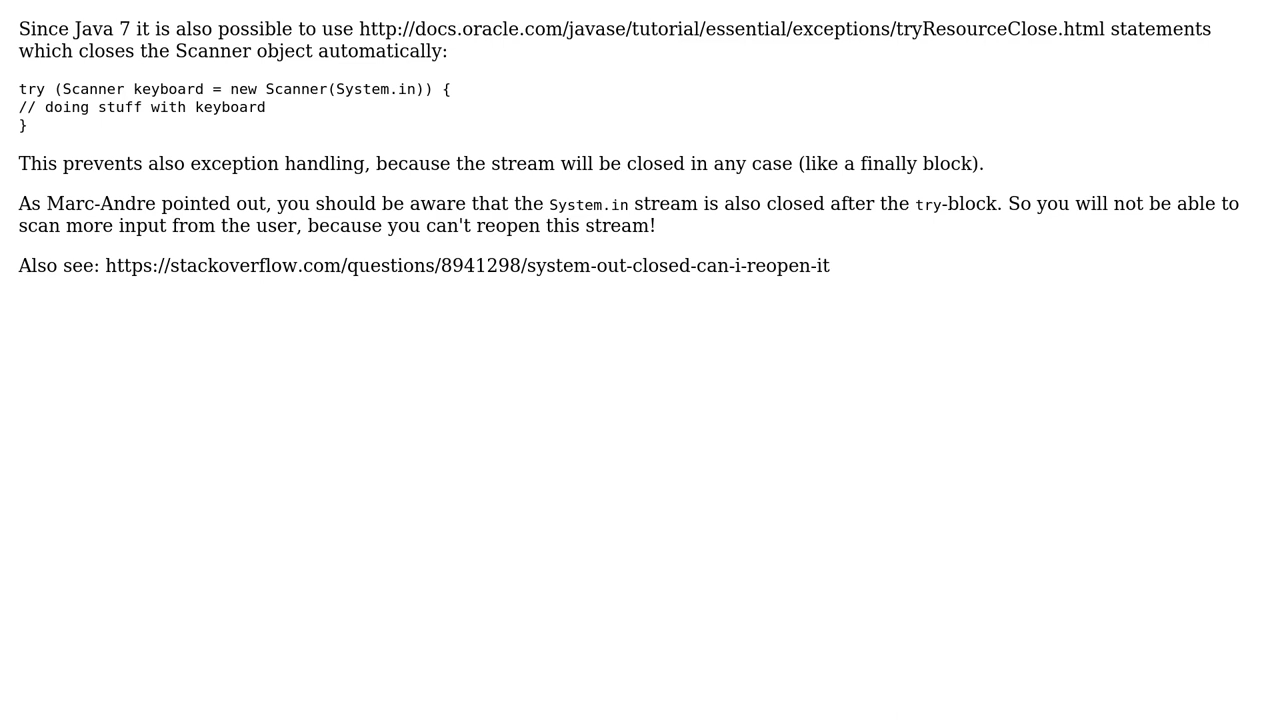 Since Java 7 it is also possible to use http://docs.oracle.com/javase/tutorial/essential/exceptions/tryResourceClose.html statements
which closes the Scanner object automatically:
try (Scanner keyboard = new Scanner(System.in)) {
// doing stuff with keyboard
}
This prevents also exception handling, because the stream will be closed in any case (like a finally block).
As Marc-Andre pointed out, you should be aware that the System.in stream is also closed after the try-block. So you will not be able to
scan more input from the user, because you can't reopen this stream!
Also see: https://stackoverflow.com/questions/8941298/system-out-closed-can-i-reopen-it